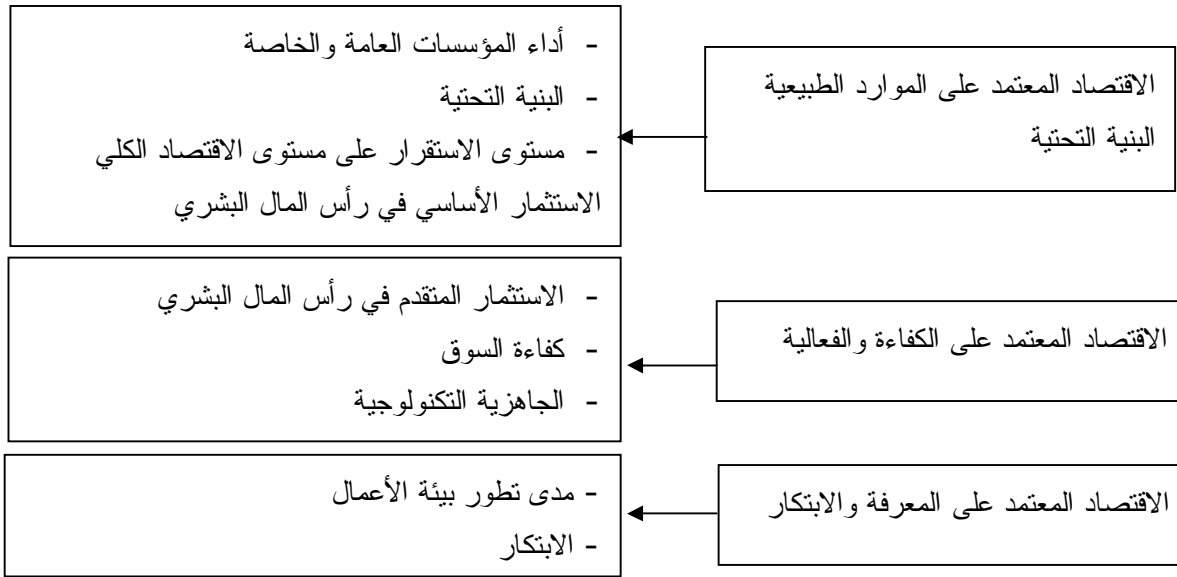 الاقتصاد المعتمد على الموارد الطبيعية
البنية التحتية
- أداء المؤسسات العامة والخاصة
- البنية التحتية
- مستوى الاستقرار على مستوى الاقتصاد الكلي
الاستثمار الأساسي في رأس المال البشري
الاقتصاد المعتمد على الكفاءة والفعالية
- الاستثمار المتقدم في رأس المال البشري
- كفاءة السوق
- الجاهزية التكنولوجية
الاقتصاد المعتمد على المعرفة والابتكار
- مدى تطور بيئة الأعمال
- الابتكار